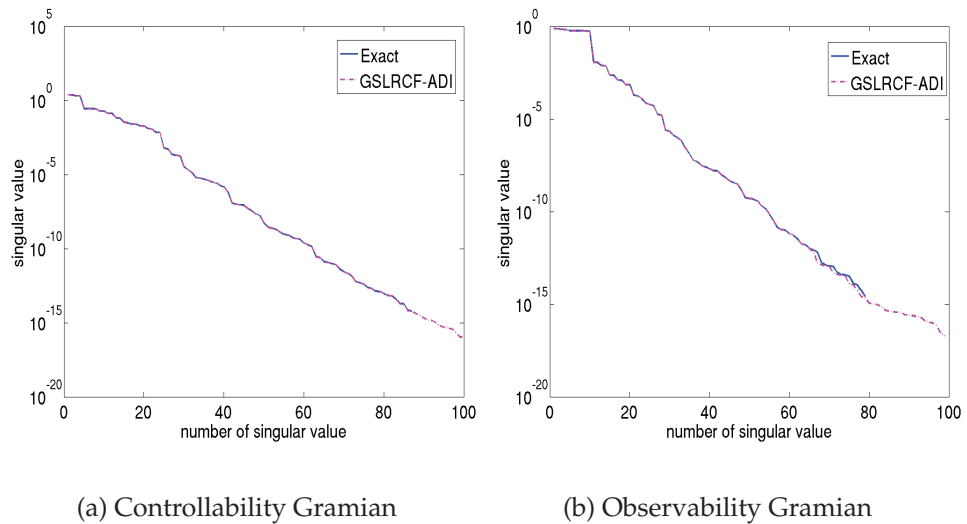 10^5
10^0
10^-5
10^-10
10^-15
10^-20
singular value
0 20 40 60 80 100
number of singular value
Exact
GSLRCF-ADI
(a) Controllability Gramian
10^0
10^-5
10^-10
10^-15
10^-20
singular value
0 20 40 60 80 100
number of singular value
Exact
GSLRCF-ADI
(b) Observability Gramian